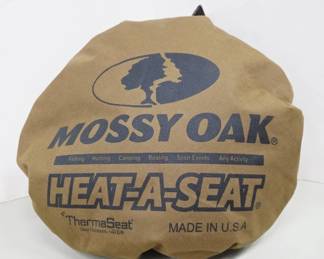 MOSSY OAK®
Fishing Hunting Camping Boating Sport Events Any Activity
HEAT-A-SEAT®
ThermaSeat®
MADE IN U.S.A